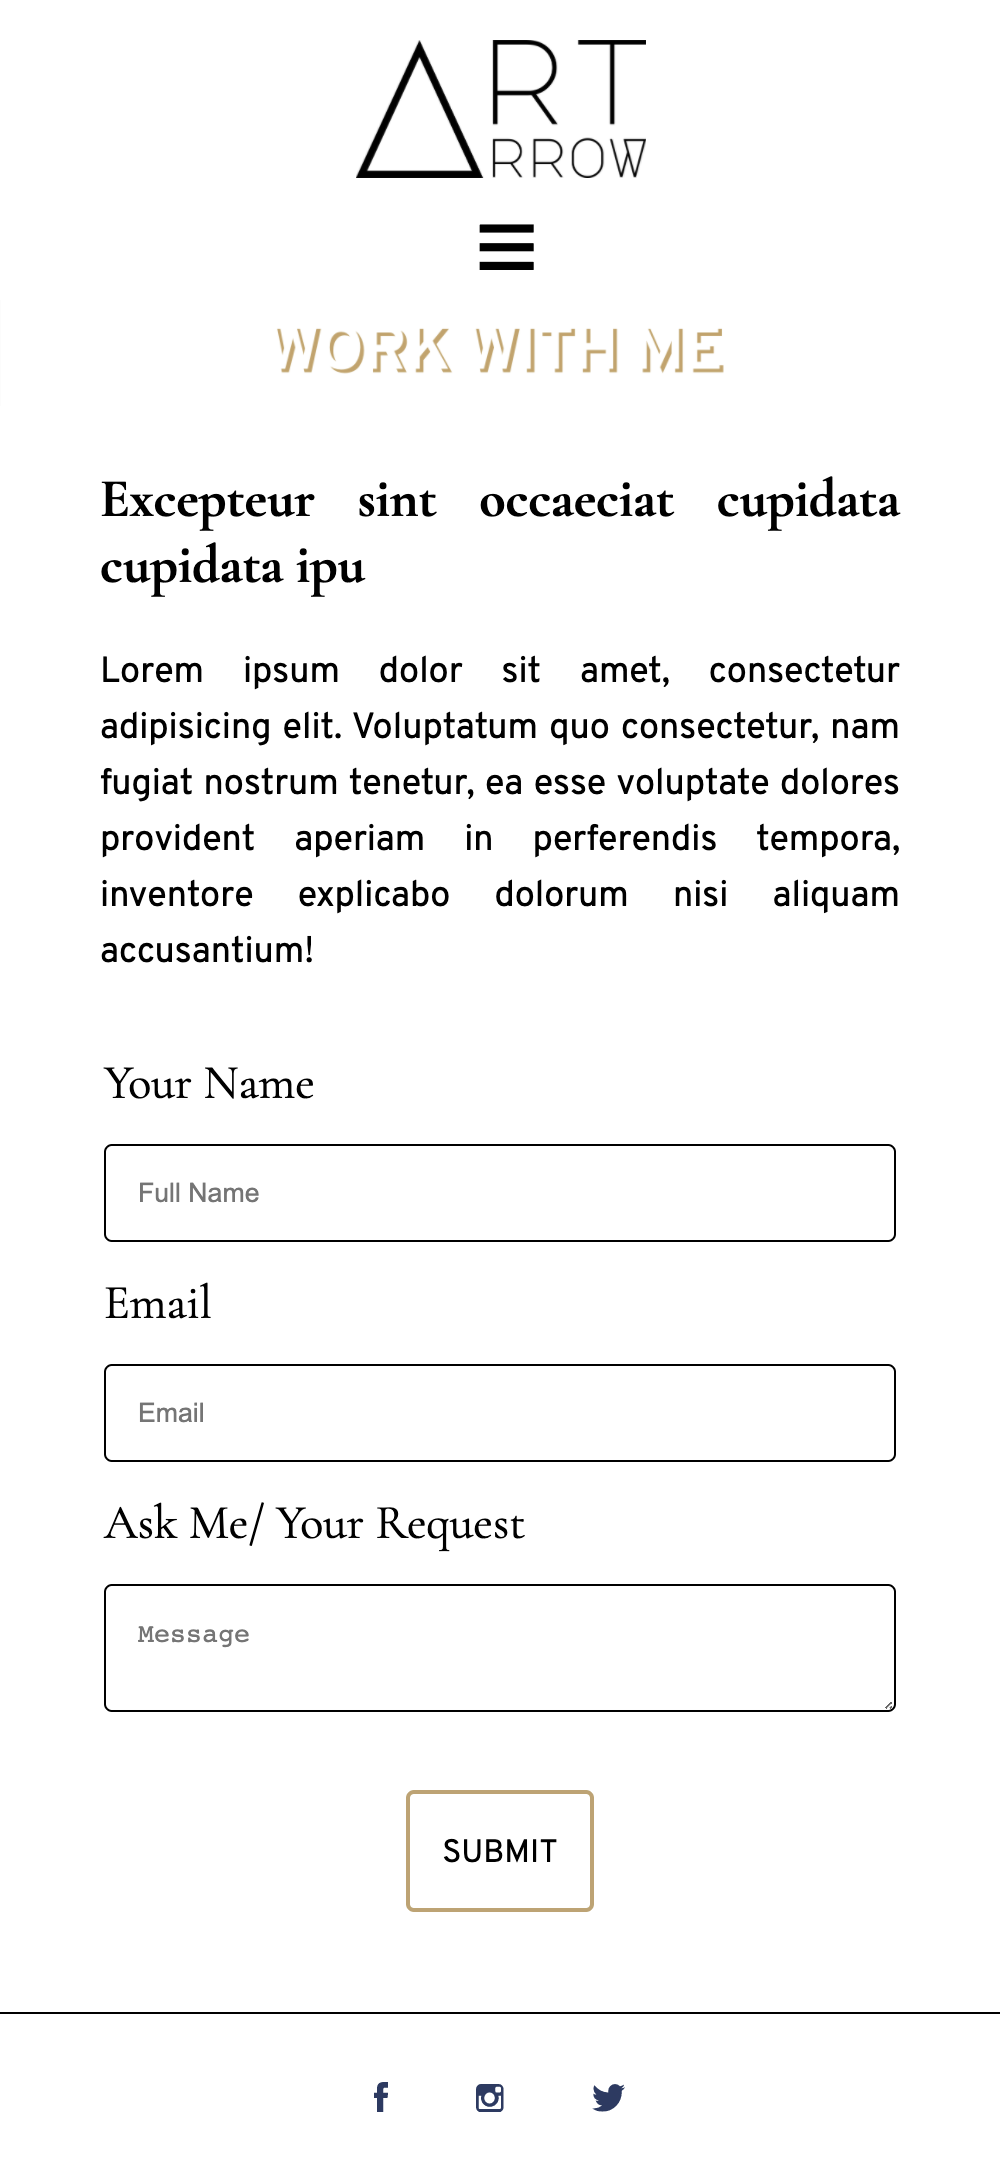 ART
RROW
WORK WITH ME
Excepteur sint occaeciat cupidata
cupidata ipu
Lorem ipsum dolor sit amet, consectetur
adipisicing elit. Voluptatum quo consectetur, nam
fugiat nostrum tenetur, ea esse voluptate dolores
provident aperiam in perferendis tempora,
inventore explicabo dolorum nisi aliquam
accusantium!
Your Name
Full Name
Email
Email
Ask Me/ Your Request
Message
SUBMIT